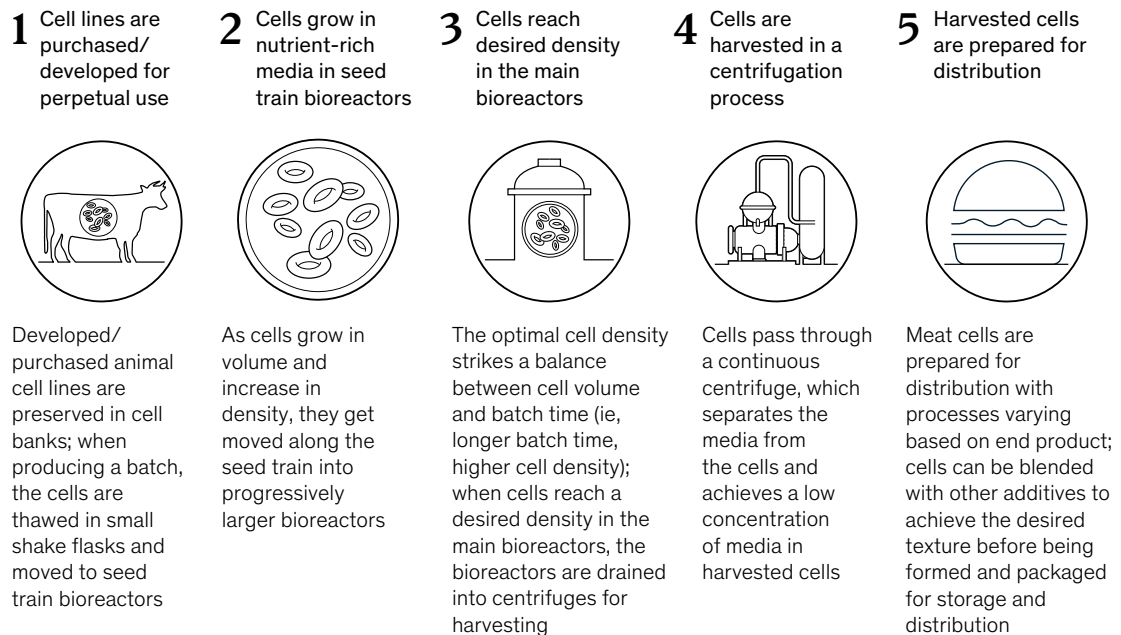 1 Cell lines are
purchased/
developed for
perpetual use
2 Cells grow in
nutrient-rich
media in seed
train bioreactors
3 Cells reach
desired density
in the main
bioreactors
4 Cells are
harvested in a
centrifugation
process
5 Harvested cells
are prepared for
distribution
Developed/
purchased animal
cell lines are
preserved in cell
banks; when
producing a batch,
the cells are
thawed in small
shake flasks and
moved to seed
train bioreactors
As cells grow in
volume and
increase in
density, they get
moved along the
seed train into
progressively
larger bioreactors
The optimal cell density
strikes a balance
between cell volume
and batch time (ie,
longer batch time,
higher cell density);
when cells reach a
desired density in the
main bioreactors, the
bioreactors are drained
into centrifuges for
harvesting
Cells pass through
a continuous
centrifuge, which
separates the
media from
the cells and
achieves a low
concentration
of media in
harvested cells
Meat cells are
prepared for
distribution with
processes varying
based on end product;
cells can be blended
with other additives to
achieve the desired
texture before being
formed and packaged
for storage and
distribution